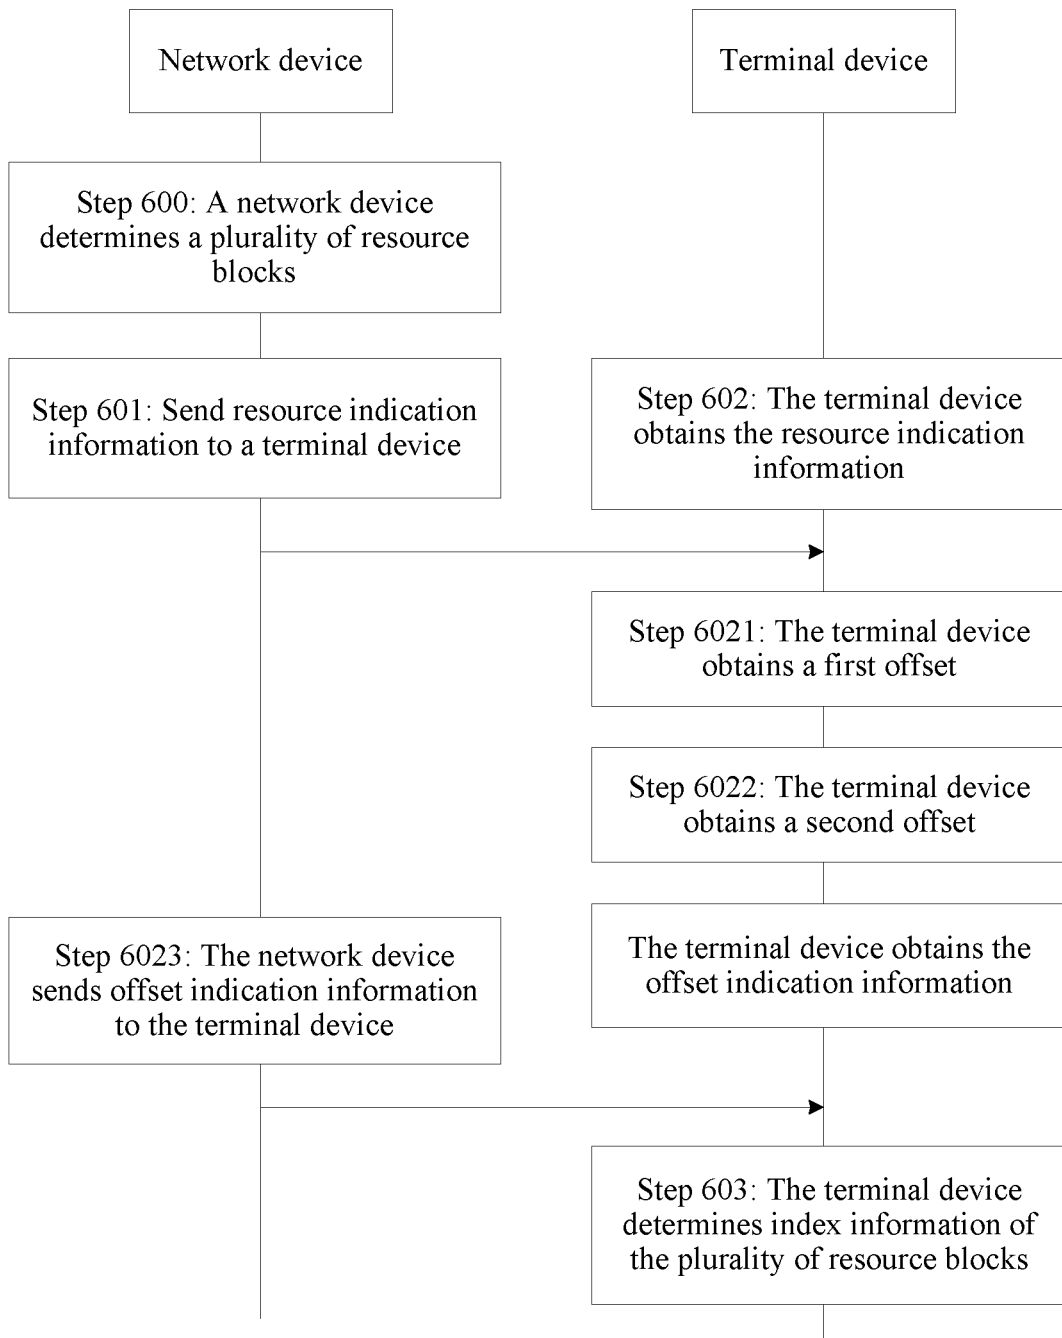 Network device
Terminal device
Step 600: A network device
determines a plurality of resource
blocks
Step 601: Send resource indication
information to a terminal device
Step 602: The terminal device
obtains the resource indication
information
Step 6021: The terminal device
obtains a first offset
Step 6022: The terminal device
obtains a second offset
Step 6023: The network device
sends offset indication information
to the terminal device
The terminal device obtains the
offset indication information
Step 603: The terminal device
determines index information of
the plurality of resource blocks